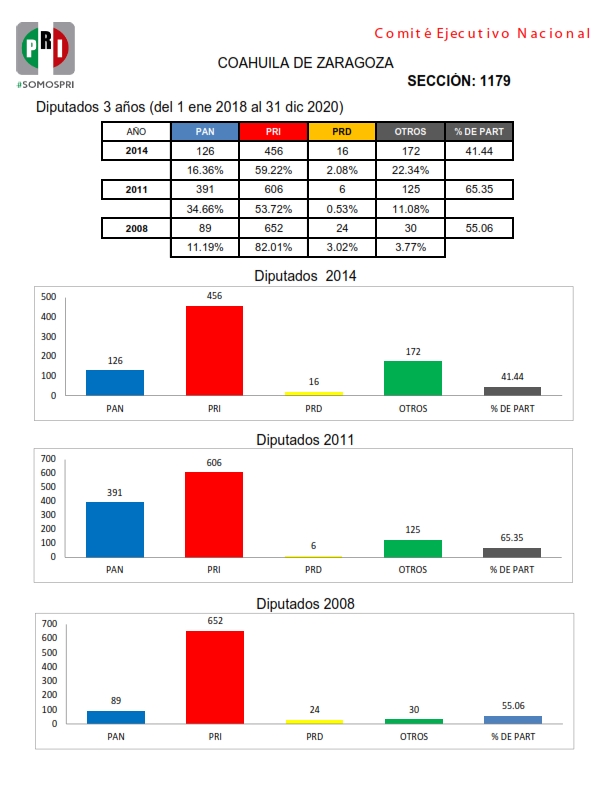 Comité Ejecutivo Nacional
PRI
#SOMOSPRI
COAHUILA DE ZARAGOZA
SECCIÓN: 1179
Diputados 3 años (del 1 ene 2018 al 31 dic 2020)
AÑO PAN PRI PRD OTROS % DE PART
2014 126 456 16 172 41.44
16.36% 59.22% 2.08% 22.34%
2011 391 606 6 125 65.35
34.66% 53.72% 0.53% 11.08%
2008 89 652 24 30 55.06
11.19% 82.01% 3.02% 3.77%
Diputados 2014
500
400
300
200
100
0
126 456 16 172 41.44
PAN PRI PRD OTROS % DE PART
Diputados 2011
700
600
500
400
300
200
100
0
391 606 6 125 65.35
PAN PRI PRD OTROS % DE PART
Diputados 2008
700
600
500
400
300
200
100
0
89 652 24 30 55.06
PAN PRI PRD OTROS % DE PART